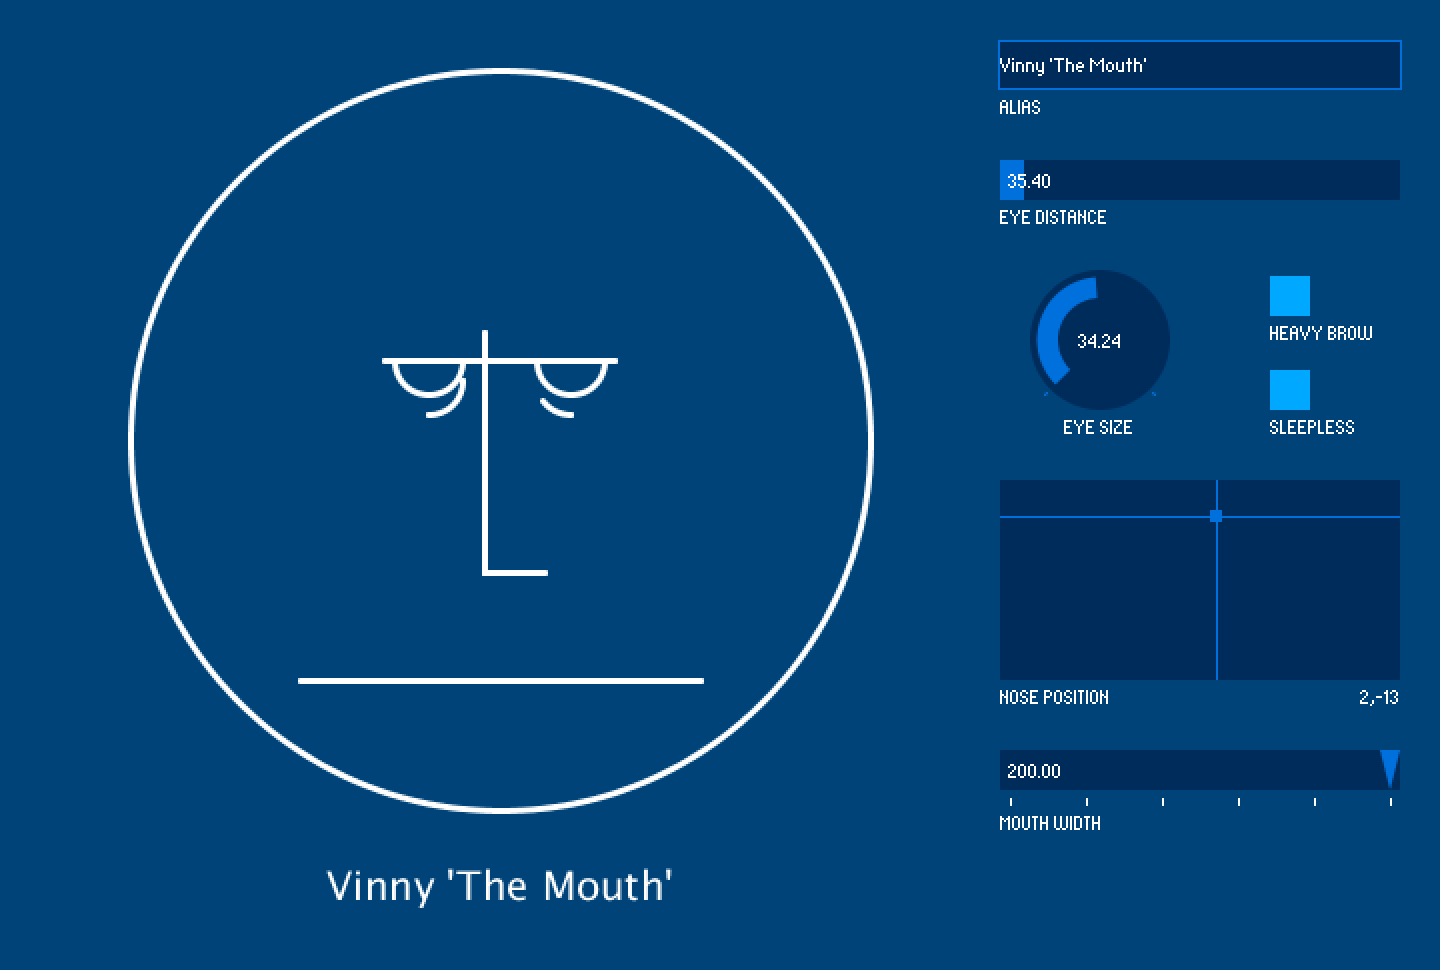 Vinny 'The Mouth'
ALIAS
35.40
EYE DISTANCE
34.24
EYE SIZE
HEAVY BROW
SLEEPLESS
NOSE POSITION
2,-13
200.00
MOUTH WIDTH
Vinny 'The Mouth'